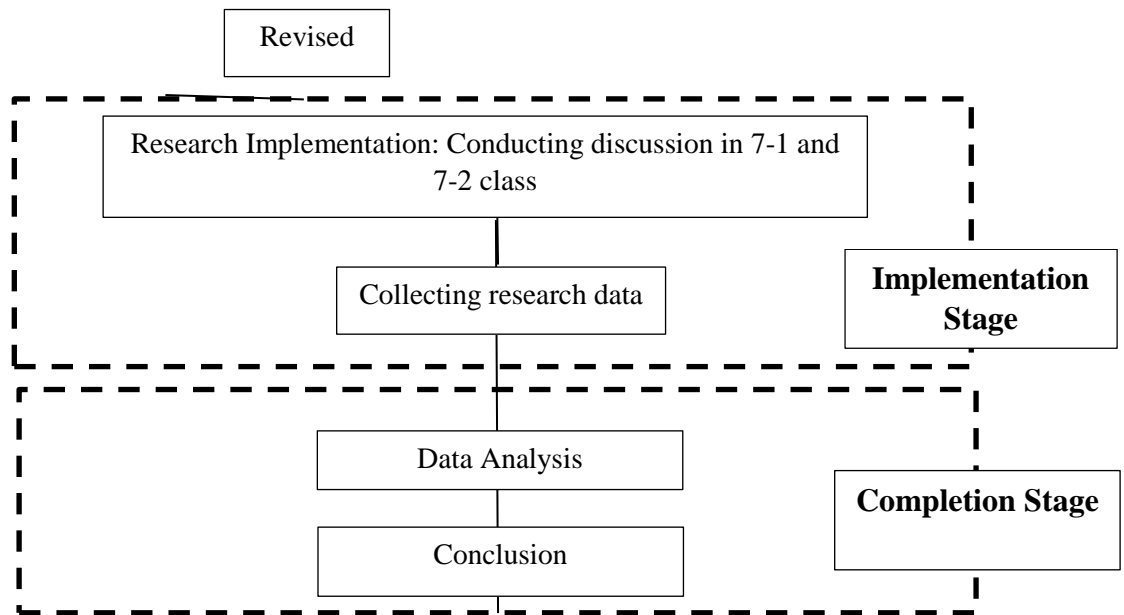 Revised
Research Implementation: Conducting discussion in 7-1 and
7-2 class
Collecting research data
Implementation
Stage
Data Analysis
Completion Stage
Conclusion